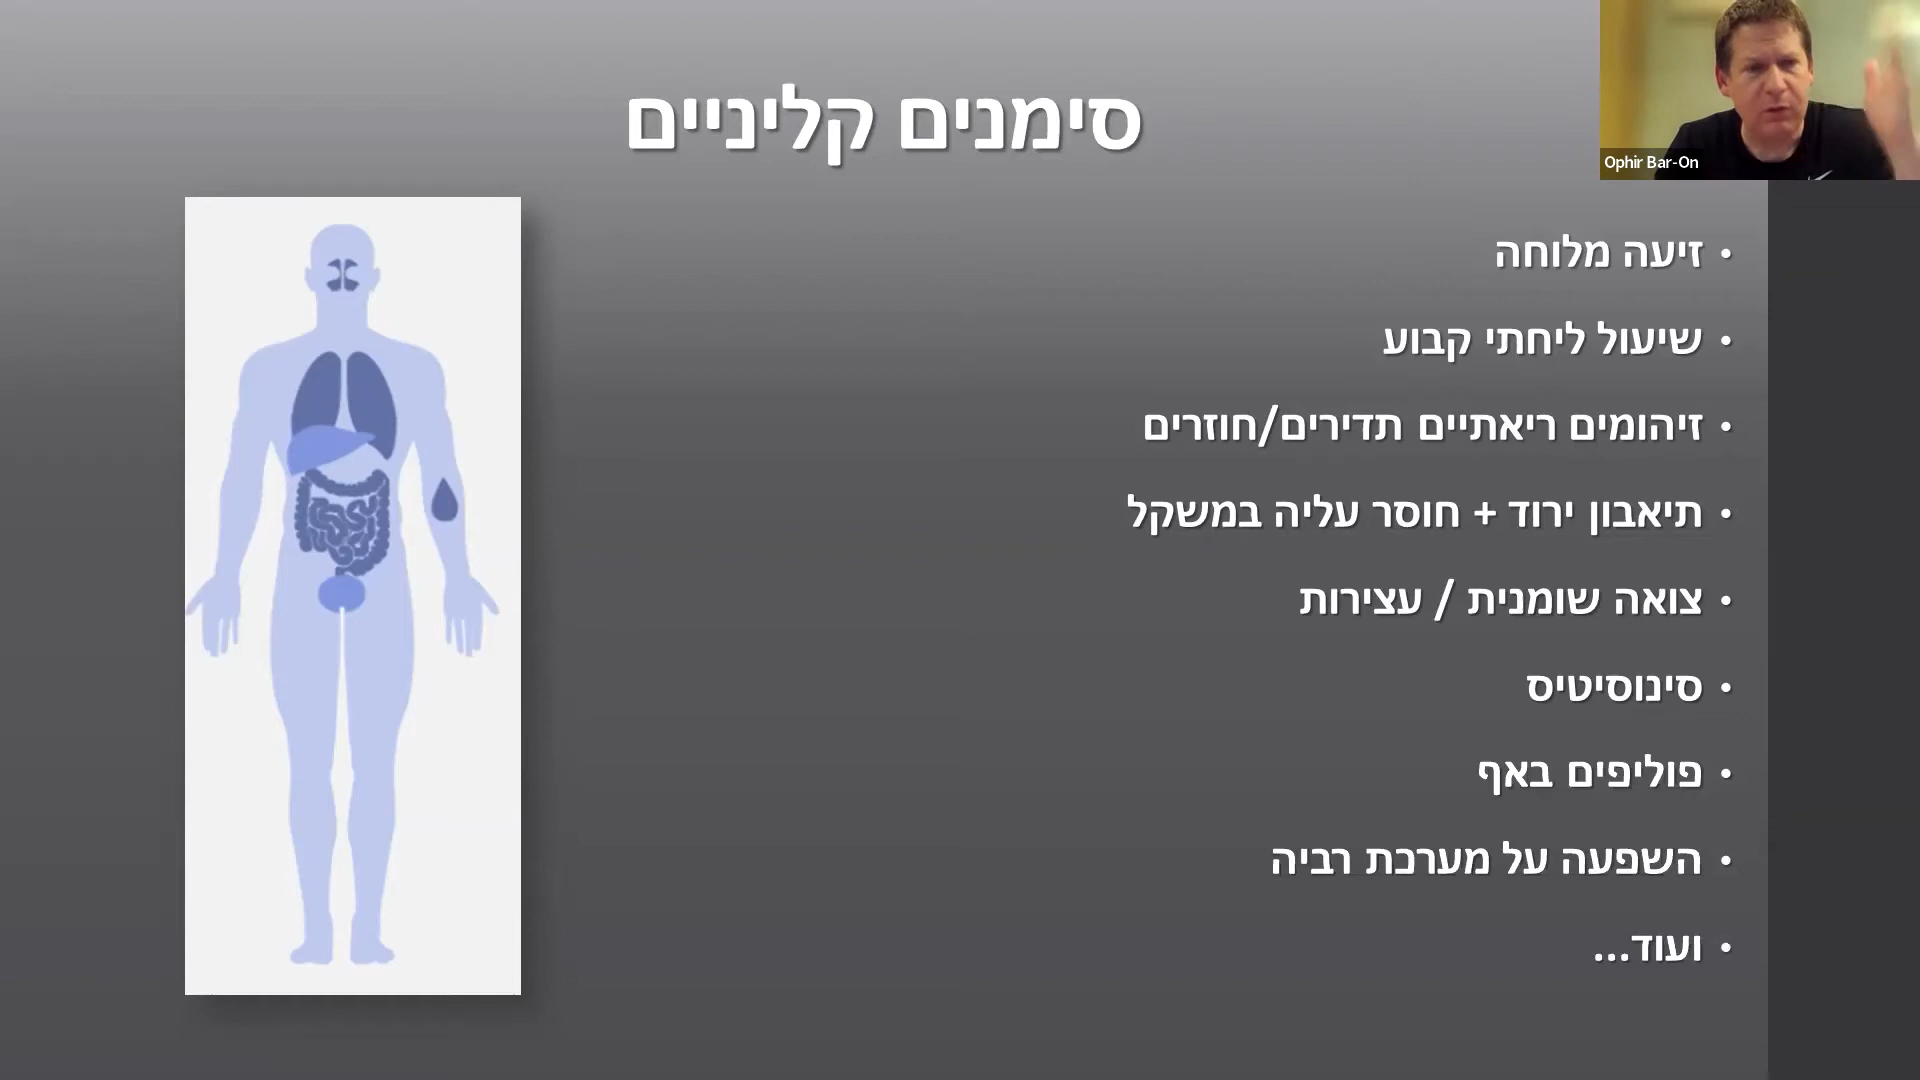 סימנים קליניים
Ophir Bar-On
• זיעה מלוחה
• שיעול ליחתי קבוע
• זיהומים ריאתיים תדירים/חוזרים
• תיאבון ירוד + חוסר עליה במשקל
• צואה שומנית / עצירות
• סינוסיטיס
• פוליפים באף
• השפעה על מערכת רביה
• ועוד...